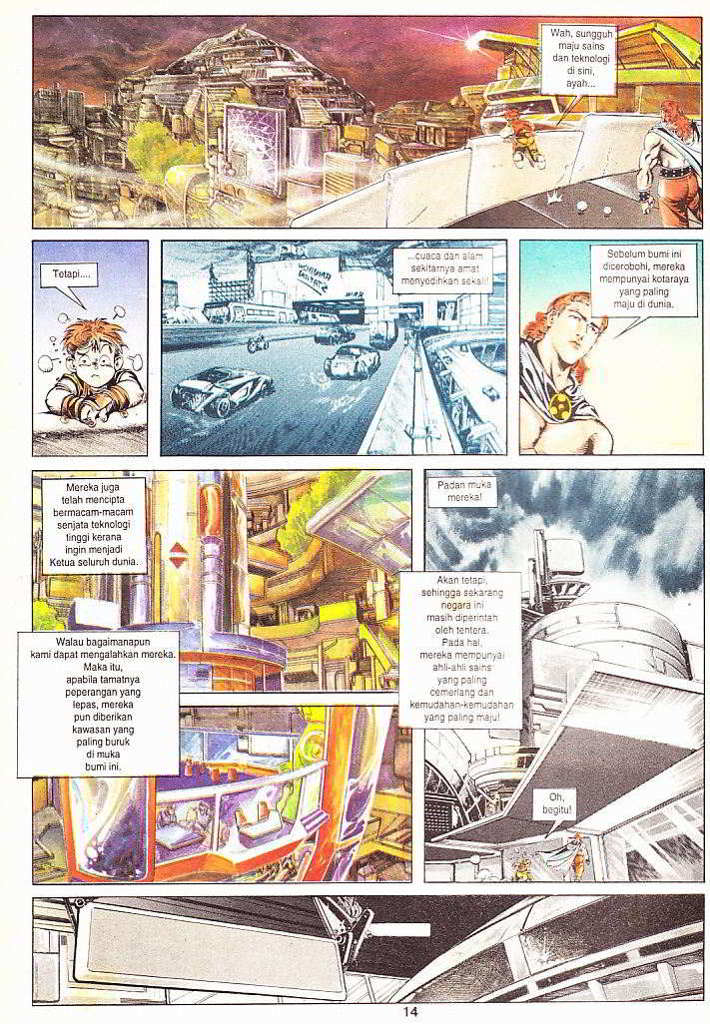 Wah, sungguh
maju sains
dan teknologi
di sini,
ayah...
Tetapi....
...cuaca dan alam
sekitarnya amat
menyedihkan sekali!
Sebelum bumi ini
dicerobohi, mereka
mempunyai kotaraya
yang paling
maju di dunia.
Mereka juga
telah mencipta
bermacam-macam
senjata teknologi
tinggi kerana
ingin menjadi
Ketua seluruh dunia.
Walau bagaimanapun
kami dapat mengalahkan mereka.
Maka itu,
apabila tamatnya
peperangan yang
lepas, mereka
pun diberikan
kawasan yang
paling buruk
di muka
bumi ini.
Padan muka
mereka!
Akan tetapi,
sehingga sekarang
negara ini
masih diperintah
oleh tentera.
Pada hal,
mereka mempunyai
ahli-ahli sains
yang paling
cemerlang dan
kemudahan-kemudahan
yang paling maju!
Oh,
begitu!
14